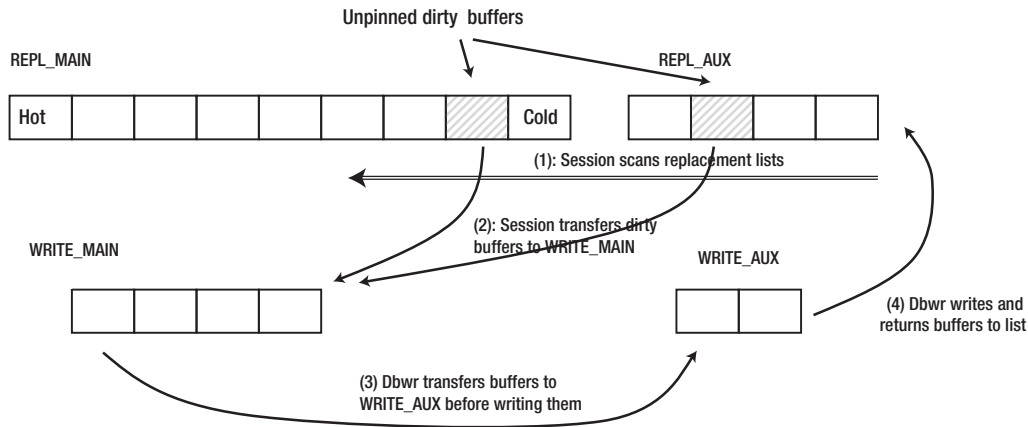 Unpinned dirty buffers
REPL_MAIN
REPL_AUX
Hot
Cold
(1): Session scans replacement lists
(2): Session transfers dirty
buffers to WRITE_MAIN
WRITE_MAIN
WRITE_AUX
(4) Dbwr writes and
returns buffers to list
(3) Dbwr transfers buffers to
WRITE_AUX before writing them